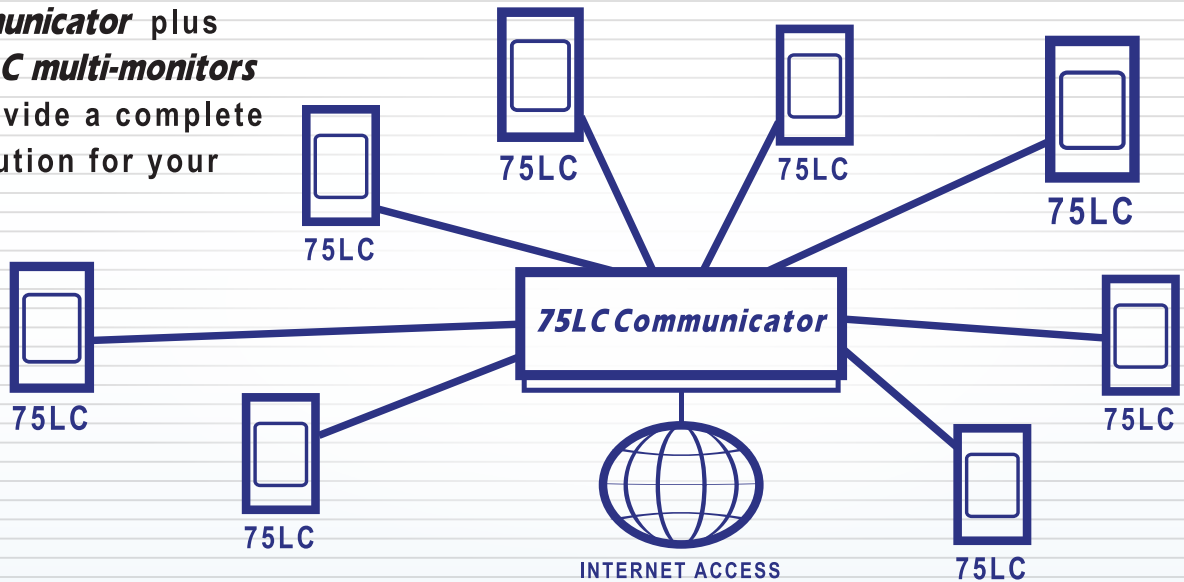 municator plus
C multi-monitors
vide a complete
ution for your
75LC
75LC
75LC
75LC
75LC Communicator
75LC
75LC
75LC
75LC
INTERNET ACCESS